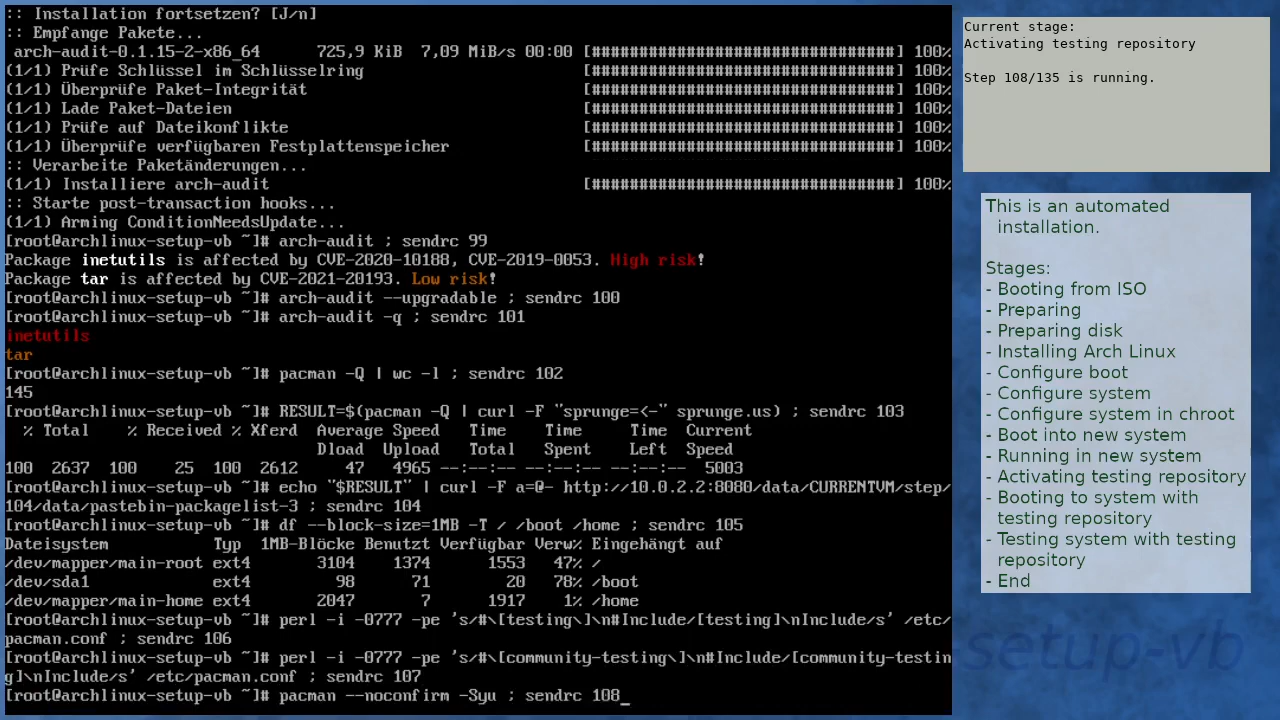 :: Installation fortsetzen? [J/n]
:: Empfange Pakete...
 arch-audit-0.1.15-2-x86_64      725,9 KiB  7,09 MiB/s 00:00 [################################] 100%
(1/1) Prüfe Schlüssel im Schlüsselring                       [################################] 100%
(1/1) Überprüfe Paket-Integrität                             [################################] 100%
(1/1) Lade Paket-Dateien                                     [################################] 100%
(1/1) Prüfe auf Dateikonflikte                               [################################] 100%
(1/1) Überprüfe verfügbaren Festplattenspeicher              [################################] 100%
:: Verarbeite Paketänderungen...
(1/1) Installiere arch-audit                                 [################################] 100%
:: Starte post-transaction hooks...
(1/1) Arming ConditionNeedsUpdate...
[root@archlinux-setup-vb ~]# arch-audit ; sendrc 99
Package inetutils is affected by CVE-2020-10188, CVE-2019-0053. High risk!
Package tar is affected by CVE-2021-20193. Low risk!
[root@archlinux-setup-vb ~]# arch-audit --upgradable ; sendrc 100
[root@archlinux-setup-vb ~]# arch-audit -q ; sendrc 101
inetutils
tar
[root@archlinux-setup-vb ~]# pacman -Q | wc -l ; sendrc 102
145
[root@archlinux-setup-vb ~]# RESULT=$(pacman -Q | curl -F "sprunge=<-" sprunge.us) ; sendrc 103
  % Total    % Received % Xferd  Average Speed   Time    Time     Time  Current
                                 Dload  Upload   Total   Spent    Left  Speed
100  2637  100    25  100  2612     47   4965 --:--:-- --:--:-- --:--:--  5003
[root@archlinux-setup-vb ~]# echo "$RESULT" | curl -F a=@- http://10.0.2.2:8080/data/CURRENTVM/step/
104/data/pastebin-packagelist-3 ; sendrc 104
[root@archlinux-setup-vb ~]# df --block-size=1MB -T / /boot /home ; sendrc 105
Dateisystem           Typ  1MB-Blöcke Benutzt Verfügbar Verw% Eingehängt auf
/dev/mapper/main-root ext4       3104    1374      1553   47% /
/dev/sda1             ext4         98      71        20   78% /boot
/dev/mapper/main-home ext4       2047       7      1917    1% /home
[root@archlinux-setup-vb ~]# perl -i -0777 -pe 's/#\[testing\]\n#Include/[testing]\nInclude/s' /etc/
pacman.conf ; sendrc 106
[root@archlinux-setup-vb ~]# perl -i -0777 -pe 's/#\[community-testing\]\n#Include/[community-testin
g]\nInclude/s' /etc/pacman.conf ; sendrc 107
[root@archlinux-setup-vb ~]# pacman --noconfirm -Syu ; sendrc 108_
Current stage:
Activating testing repository
Step 108/135 is running.
This is an automated
installation.
Stages:
- Booting from ISO
- Preparing
- Preparing disk
- Installing Arch Linux
- Configure boot
- Configure system
- Configure system in chroot
- Boot into new system
- Running in new system
- Activating testing repository
- Booting to system with
testing repository
- Testing system with testing
repository
- End
setup-vb